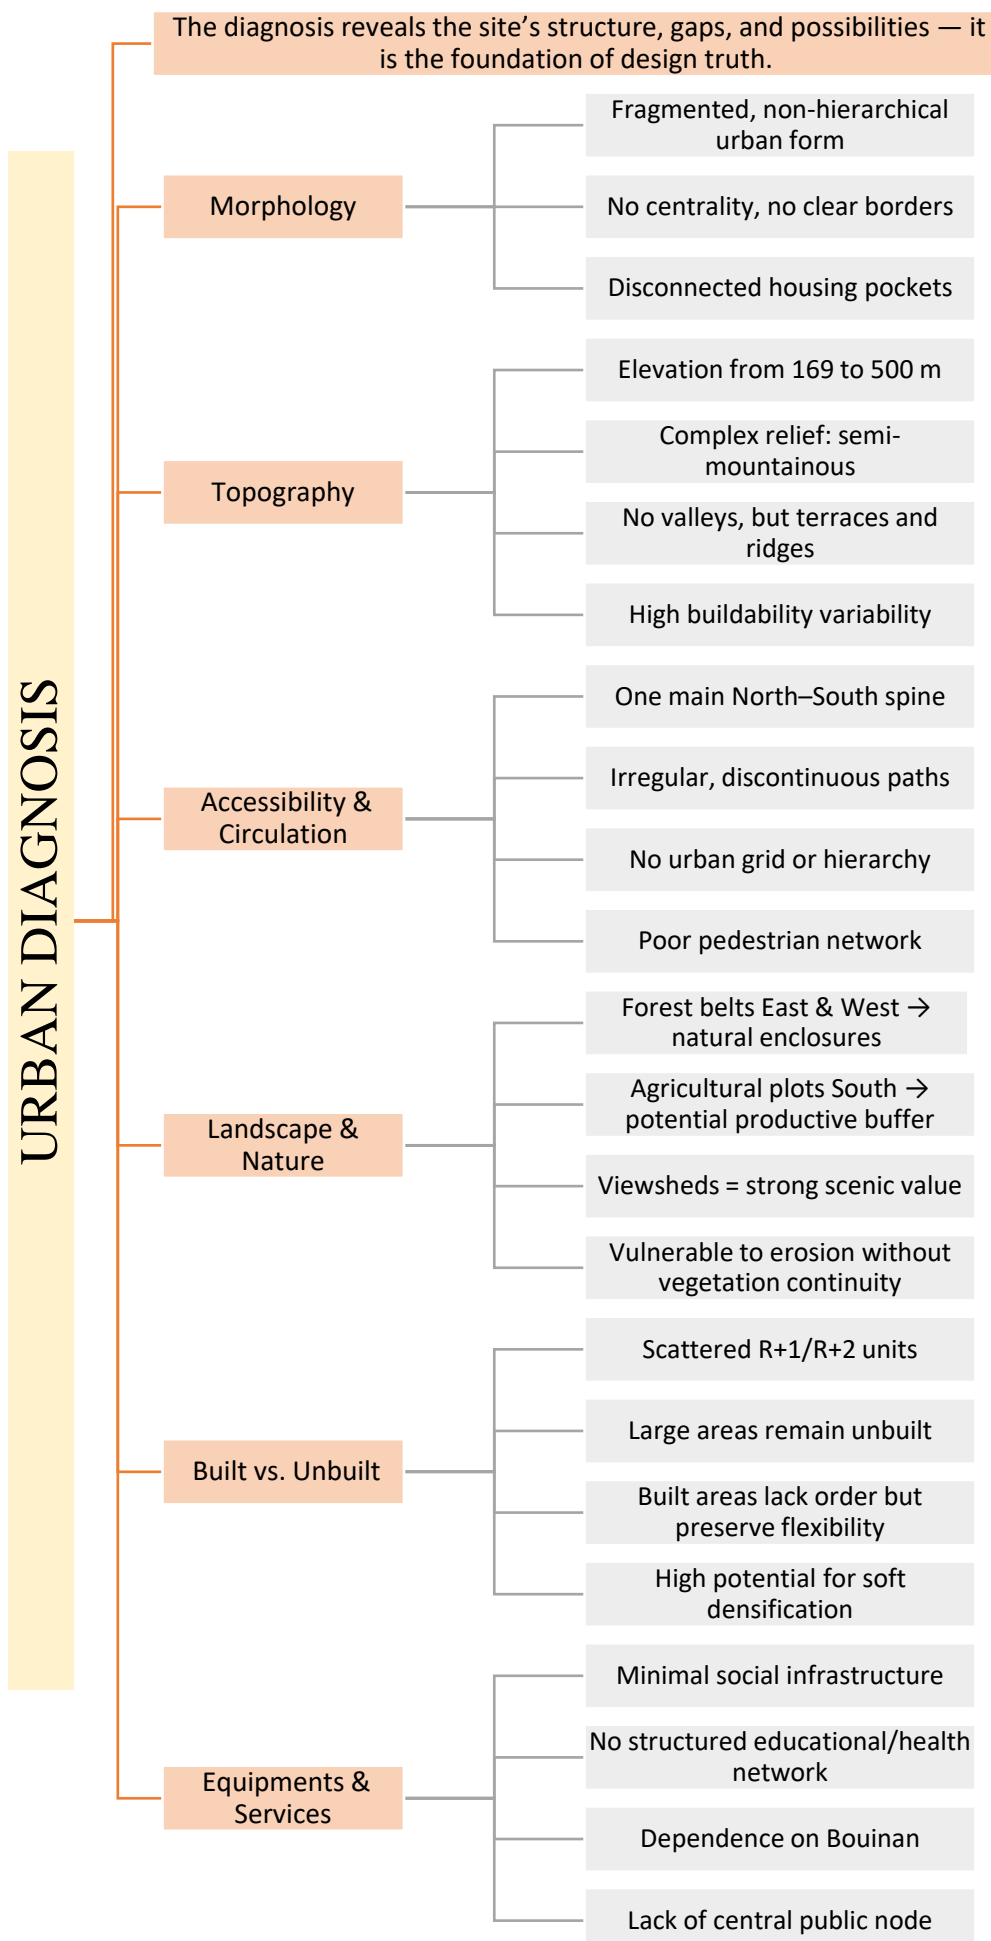 URBAN DIAGNOSIS
The diagnosis reveals the site's structure, gaps, and possibilities — it
is the foundation of design truth.
Morphology
Fragmented, non-hierarchical
urban form
No centrality, no clear borders
Disconnected housing pockets
Topography
Elevation from 169 to 500 m
Complex relief: semi-
mountainous
No valleys, but terraces and
ridges
High buildability variability
Accessibility &
Circulation
One main North–South spine
Irregular, discontinuous paths
No urban grid or hierarchy
Poor pedestrian network
Landscape &
Nature
Forest belts East & West →
natural enclosures
Agricultural plots South →
potential productive buffer
Viewsheds = strong scenic value
Vulnerable to erosion without
vegetation continuity
Built vs. Unbuilt
Scattered R+1/R+2 units
Large areas remain unbuilt
Built areas lack order but
preserve flexibility
High potential for soft
densification
Equipments &
Services
Minimal social infrastructure
No structured educational/health
network
Dependence on Bouinan
Lack of central public node